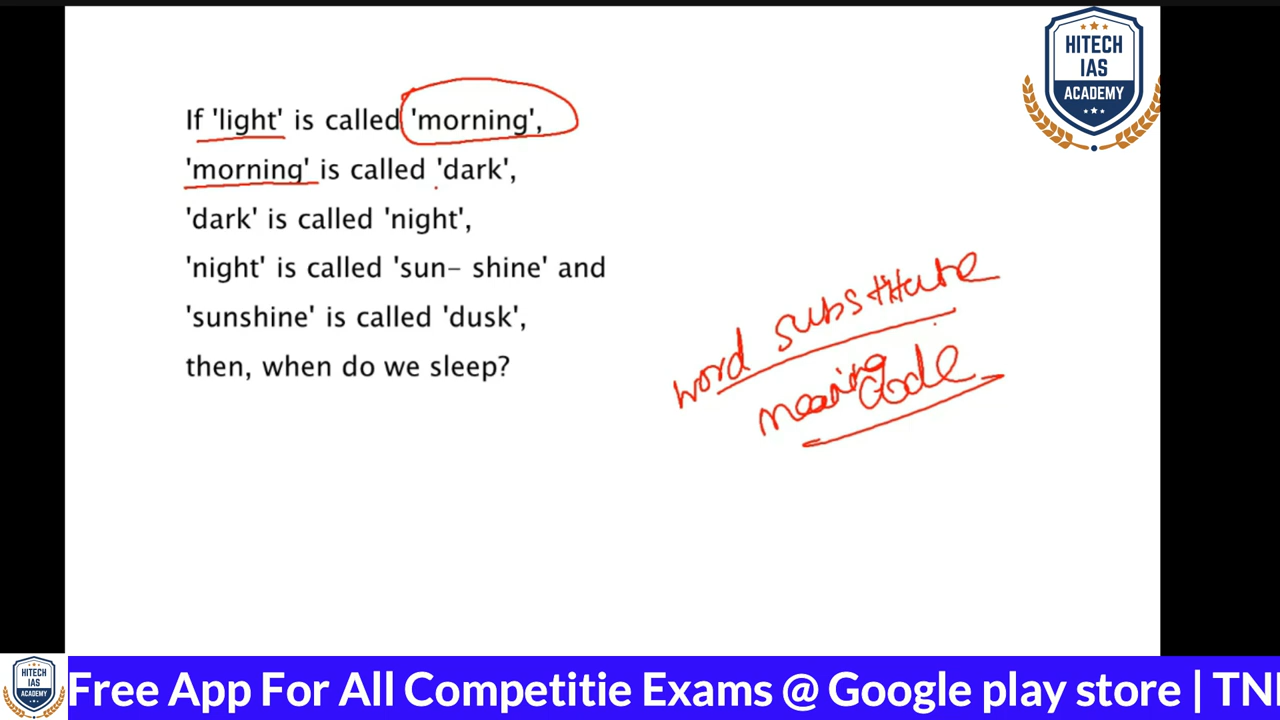 HITECH
IAS
ACADEMY
If 'light' is called 'morning',
'morning' is called 'dark',
'dark' is called 'night',
'night' is called 'sun– shine' and
'sunshine' is called 'dusk',
then, when do we sleep?
word substitute
meaning code
HITECH
IAS
ACADEMY
Free App For All Competitie Exams @ Google play store | TN